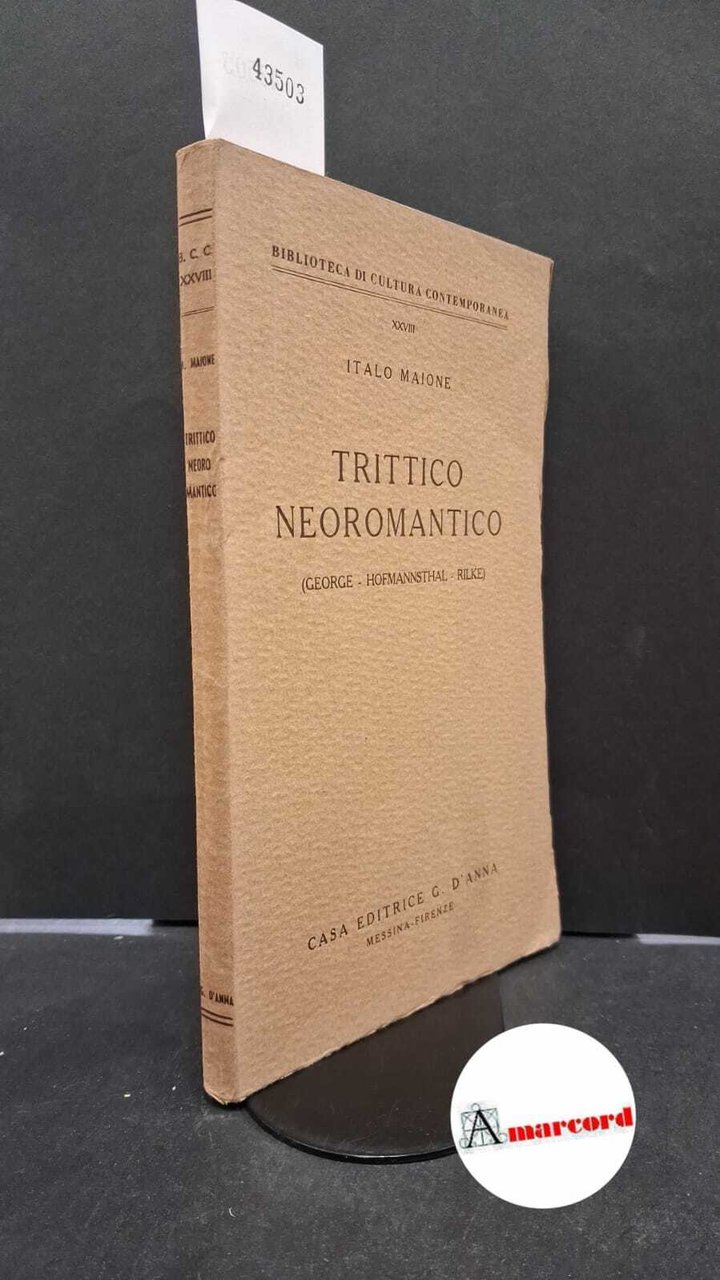 43503
B. C. C.
XXVIII
I. MAIONE
TRITTICO
NEORO
MANTICO
G. D'ANNA
BIBLIOTECA DI CULTURA CONTEMPORANEA
XXVIII
ITALO MAIONE
TRITTICO
NEOROMANTICO
(GEORGE - HOFMANNSTHAL - RILKE)
CASA EDITRICE G. D'ANNA
MESSINA-FIRENZE
Amarcord